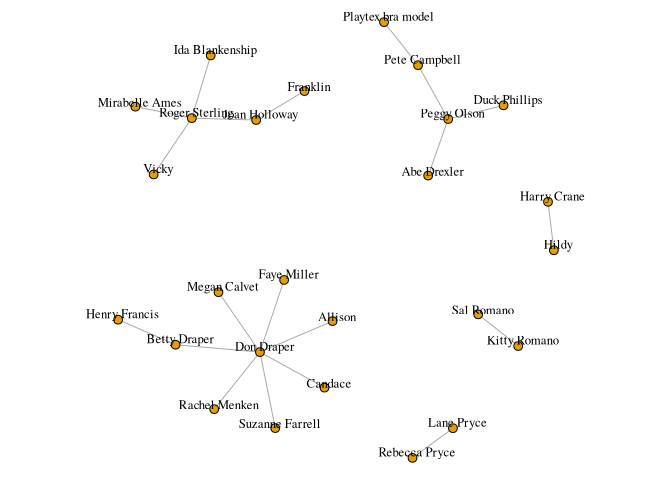 Playtex bra model
Ida Blankenship
Pete Campbell
Franklin
Mirabelle Ames
Duck Phillips
Roger Sterling
Joan Holloway
Peggy Olson
Vicky
Abe Drexler
Harry Crane
Hildy
Faye Miller
Megan Calvet
Henry Francis
Allison
Sal Romano
Betty Draper
Don Draper
Kitty Romano
Candace
Rachel Menken
Suzanne Farrell
Lane Pryce
Rebecca Pryce